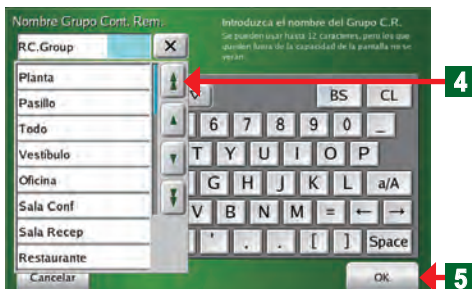 Nombre Grupo Cont. Rem.
Introduzca el nombre del Grupo C.R.
Se pueden usar hasta 12 caracteres, pero los que
queden fuera de la capacidad de la pantalla no se
verán.
RC.Group
Planta
Pasillo
Todo
Vestíbulo
Oficina
Sala Conf
Sala Recep
Restaurante
BS CL
6 7 8 9 0 _
T Y U I O P
G H J K L a/A
V B N M = ← →
' . . [ ] Space
Cancelar
OK
4
5